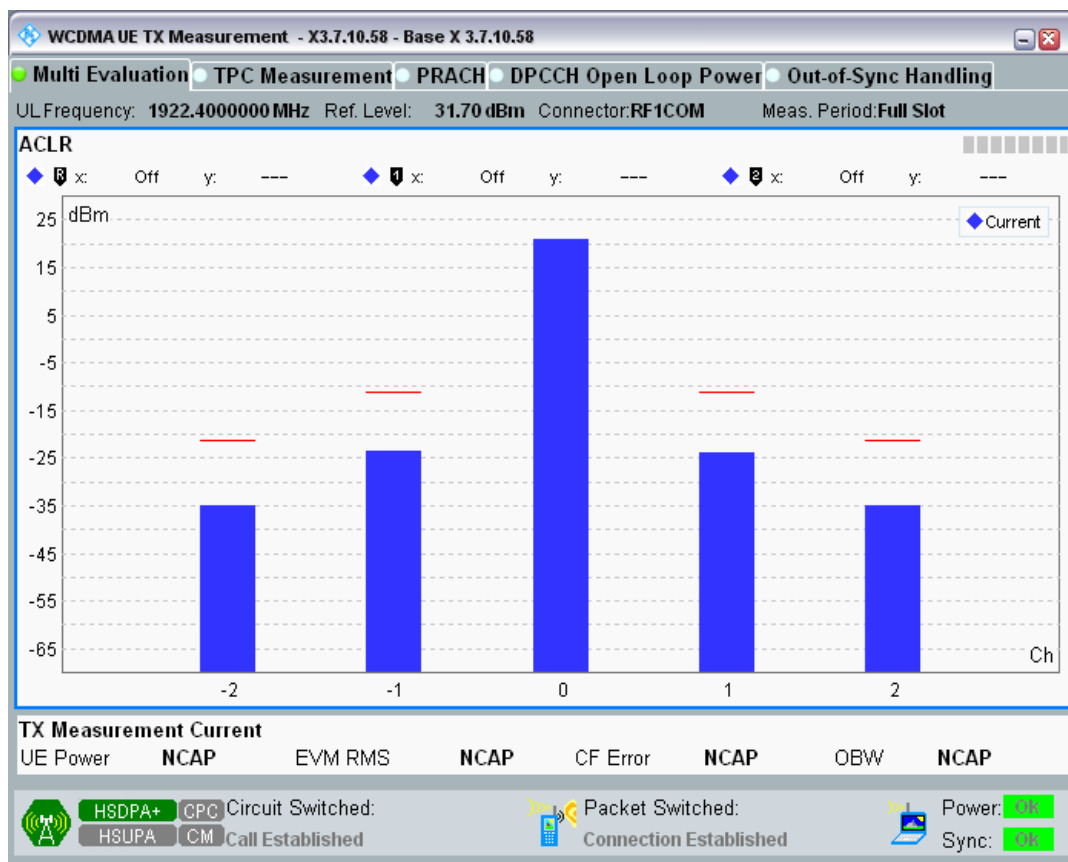 WCDMA UE TX Measurement - X3.7.10.58 - Base X 3.7.10.58
Multi Evaluation TPC Measurement PRACH DPCCH Open Loop Power Out-of-Sync Handling
UL Frequency: 1922.4000000 MHz Ref. Level: 31.70 dBm Connector:RF1COM Meas. Period:Full Slot
ACLR
R x: Off y: --- 1 x: Off y: --- 2 x: Off y: ---
dBm
Current
25
15
5
-5
-15
-25
-35
-45
-55
-65
Ch
-2 -1 0 1 2
TX Measurement Current
UE Power NCAP EVM RMS NCAP CF Error NCAP OBW NCAP
HSDPA+ CPC Circuit Switched: Packet Switched: Power: Ok
HSUPA CM Call Established Connection Established Sync: Ok